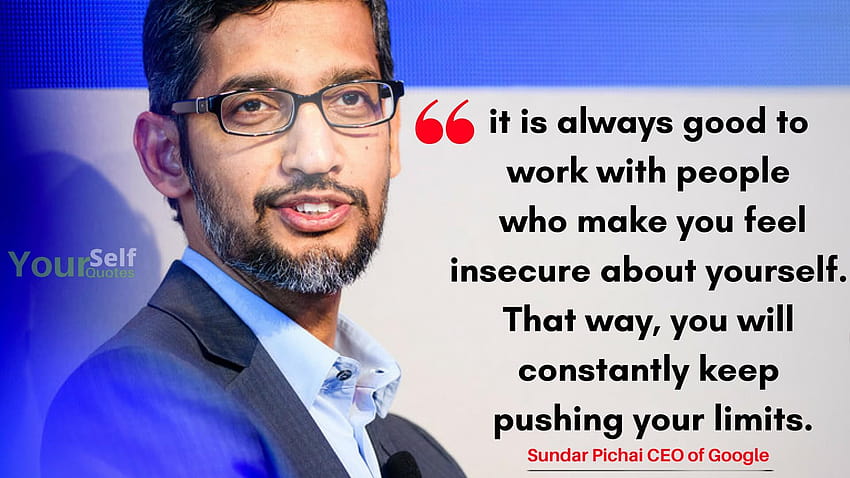 YourSelf
Quotes
❝ it is always good to
work with people
who make you feel
insecure about yourself.
That way, you will
constantly keep
pushing your limits.
Sundar Pichai CEO of Google